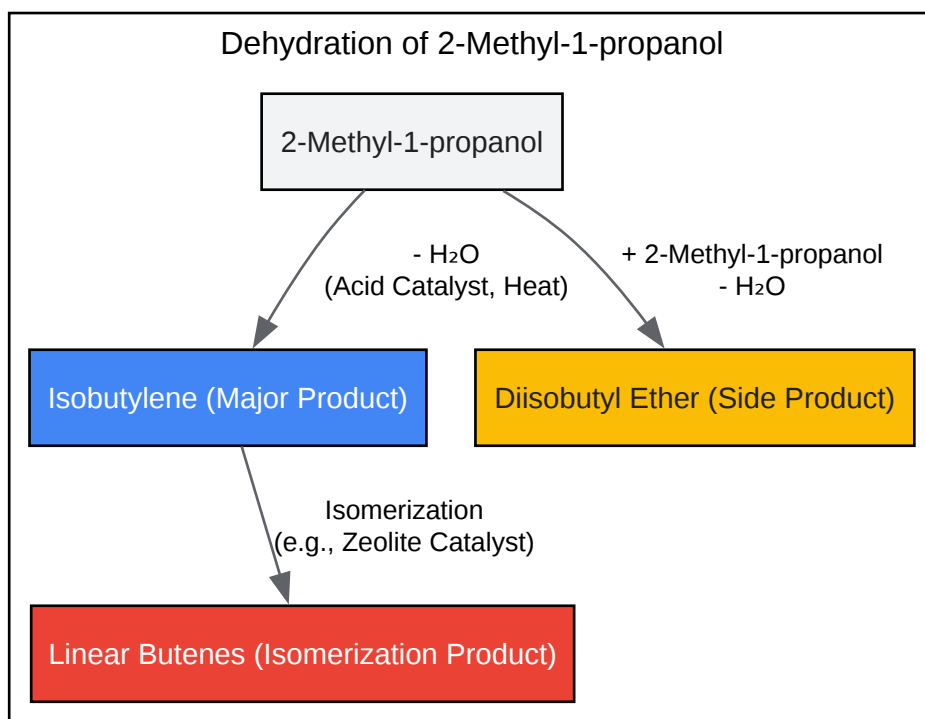 Dehydration of 2-Methyl-1-propanol
2-Methyl-1-propanol
- H₂O
(Acid Catalyst, Heat)
+ 2-Methyl-1-propanol
- H₂O
Isobutylene (Major Product)
Diisobutyl Ether (Side Product)
Isomerization
(e.g., Zeolite Catalyst)
Linear Butenes (Isomerization Product)